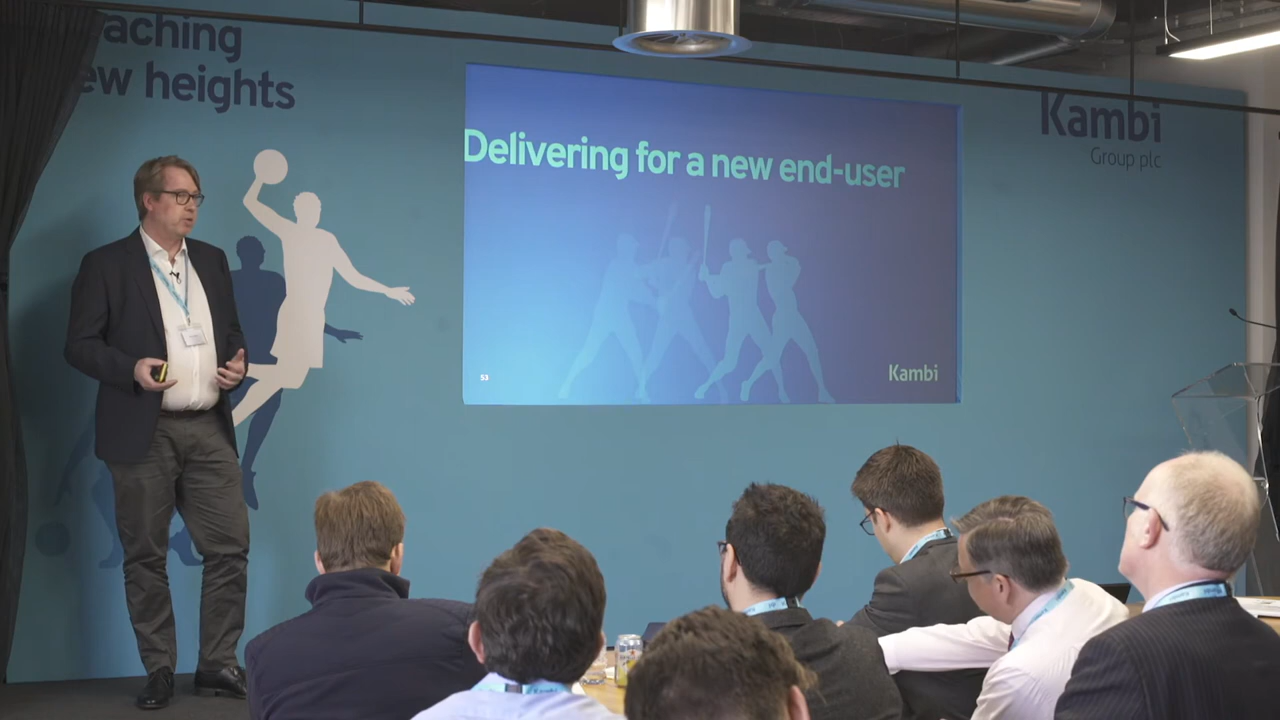 aching
ew heights
Delivering for a new end-user
53
Kambi
Kambi
Group plc